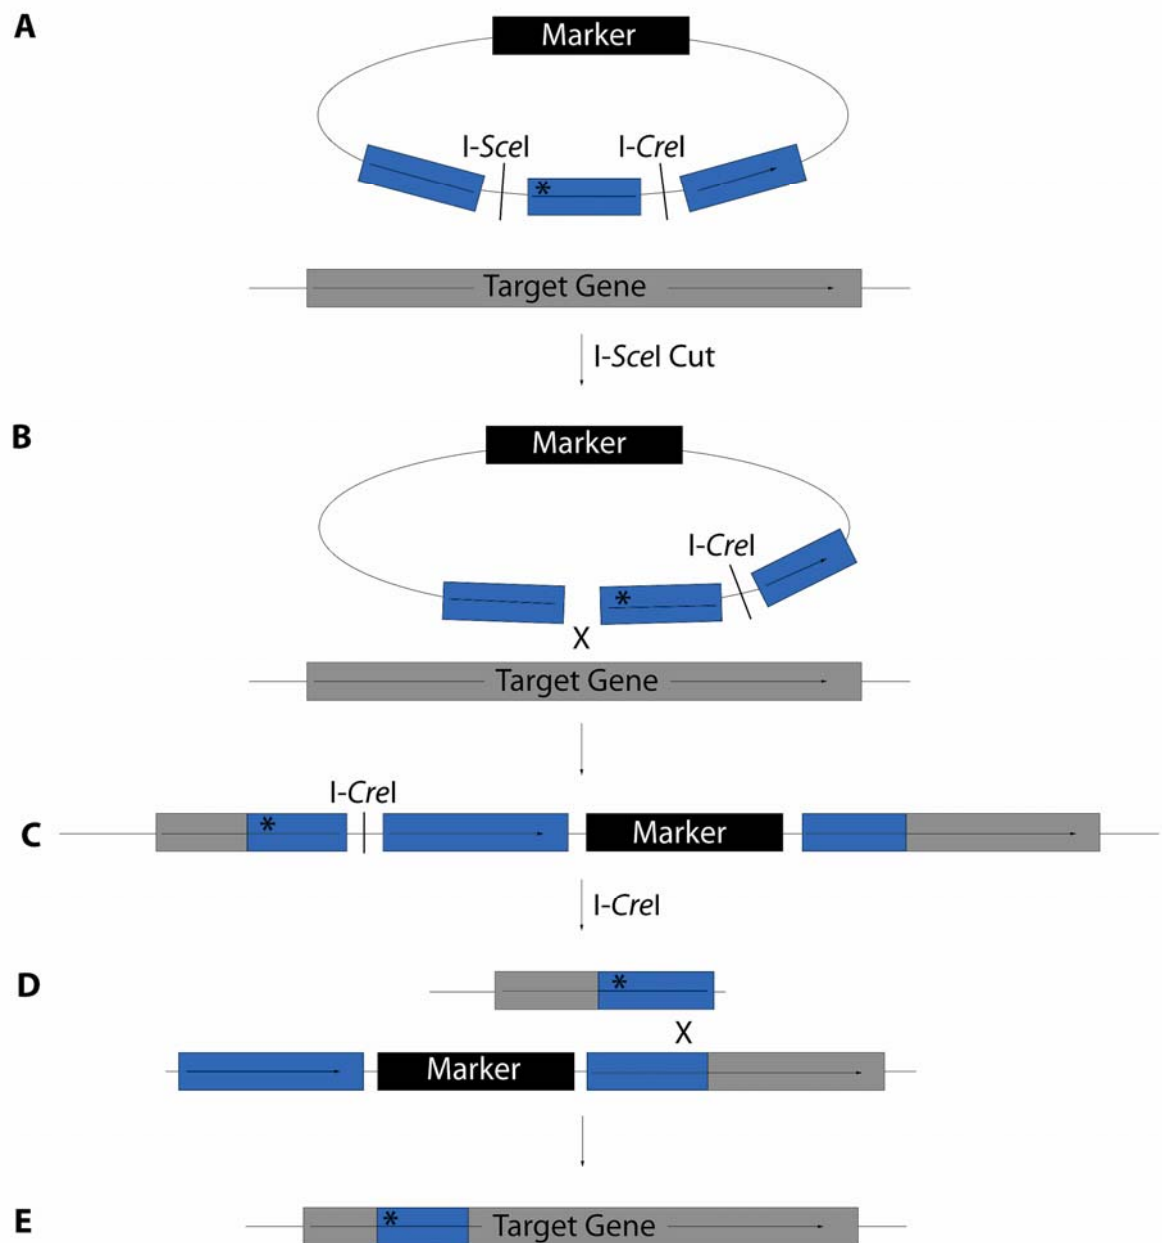 A
Marker
I-SceI
I-CreI
*
Target Gene
I-SceI Cut
B
Marker
I-CreI
*
X
Target Gene
I-CreI
C
*
Marker
I-CreI
D
*
X
Marker
E
*
Target Gene